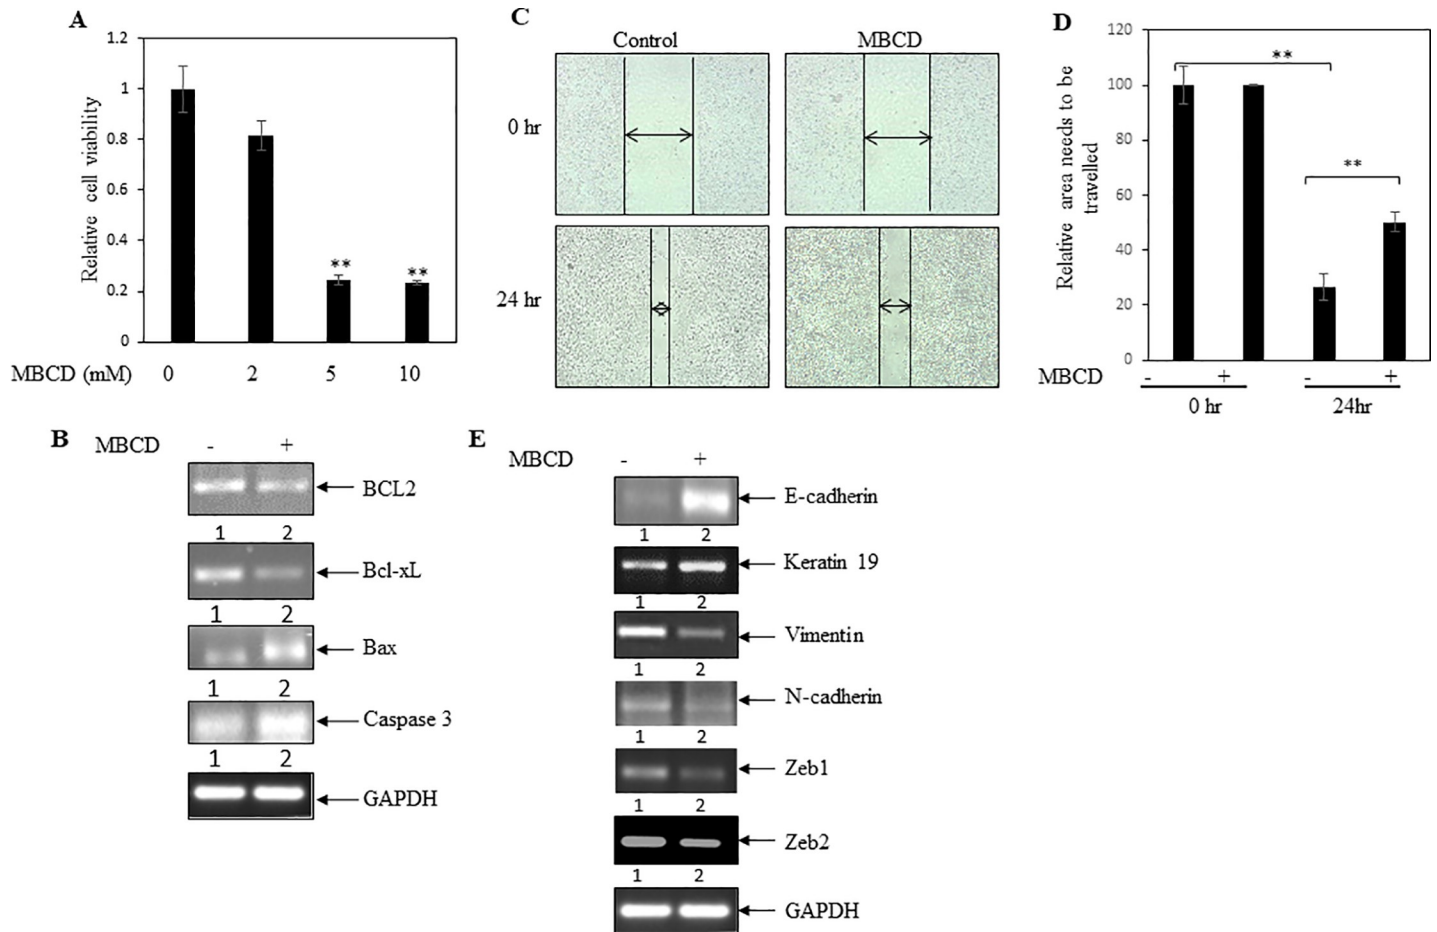 A
1.2
1
0.8
0.6
0.4
0.2
0
Relative cell viability
**
**
MBCD (mM) 0 2 5 10
B
MBCD - +
BCL2
1 2
Bcl-xL
1 2
Bax
1 2
Caspase 3
1 2
GAPDH
C
Control MBCD
0 hr
24 hr
D
120
100
80
60
40
20
0
Relative area needs to be
travelled
**
**
MBCD - + - +
0 hr 24hr
E
MBCD - +
E-cadherin
1 2
Keratin 19
1 2
Vimentin
1 2
N-cadherin
1 2
Zeb1
1 2
Zeb2
1 2
GAPDH